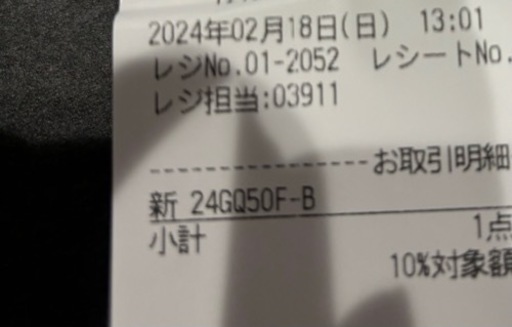 2024年02月18日(日) 13:01
レジNo.01-2052 レシートNo.
レジ担当:03911
----------------お取引明細
新 24GQ50F-B
小計 1点
10%対象額